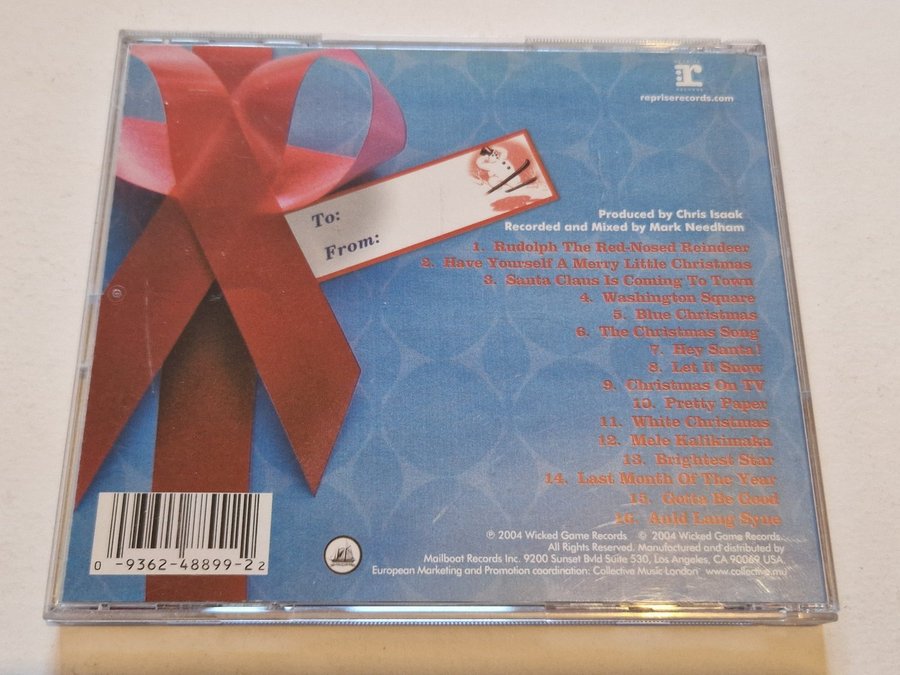 r
RECORDS
repriserecords.com
To:
From:
Produced by Chris Isaak
Recorded and Mixed by Mark Needham
1. Rudolph The Red-Nosed Reindeer
2. Have Yourself A Merry Little Christmas
3. Santa Claus Is Coming To Town
4. Washington Square
5. Blue Christmas
6. The Christmas Song
7. Hey Santa!
8. Let It Snow
9. Christmas On TV
10. Pretty Paper
11. White Christmas
12. Mele Kalikimaka
13. Brightest Star
14. Last Month Of The Year
15. Gotta Be Good
16. Auld Lang Syne
℗ 2004 Wicked Game Records © 2004 Wicked Game Records.
All Rights Reserved. Manufactured and distributed by
Mailboat Records Inc. 9200 Sunset Blvd Suite 530, Los Angeles, CA 90069 USA.
European Marketing and Promotion coordination: Collective Music London www.collective.mu
0 -9362-48899-2 2